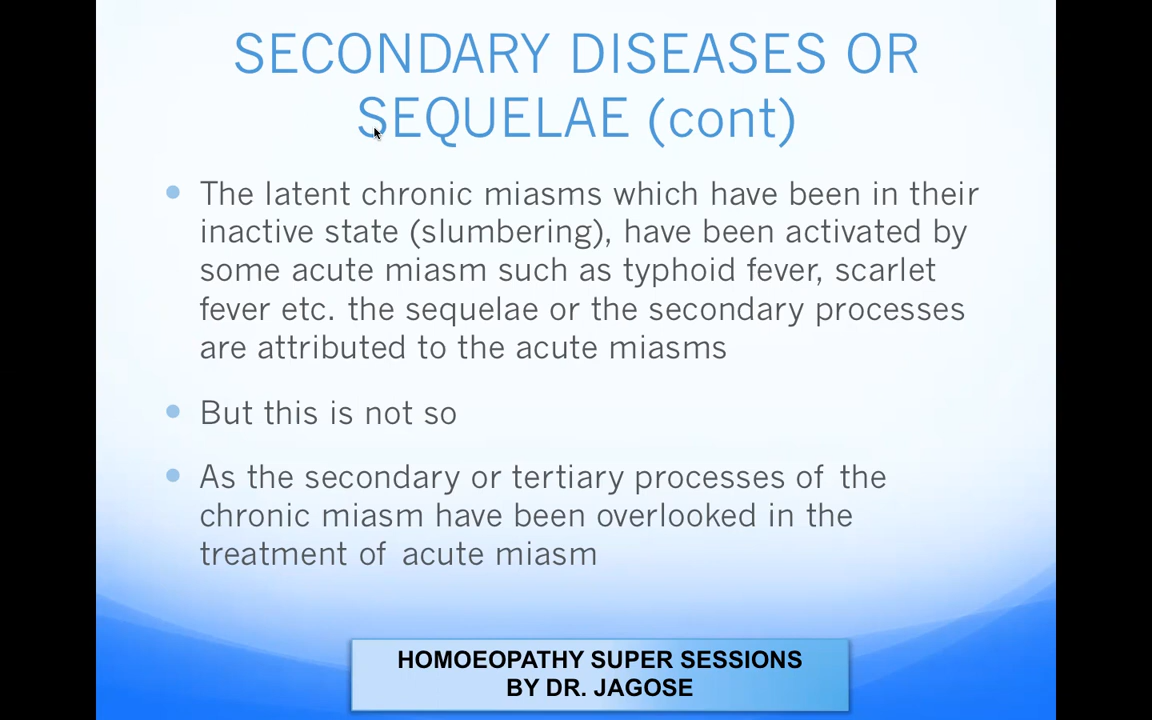 SECONDARY DISEASES OR
SEQUELAE (cont)
The latent chronic miasms which have been in their
inactive state (slumbering), have been activated by
some acute miasm such as typhoid fever, scarlet
fever etc. the sequelae or the secondary processes
are attributed to the acute miasms
But this is not so
As the secondary or tertiary processes of the
chronic miasm have been overlooked in the
treatment of acute miasm
HOMOEOPATHY SUPER SESSIONS
BY DR. JAGOSE